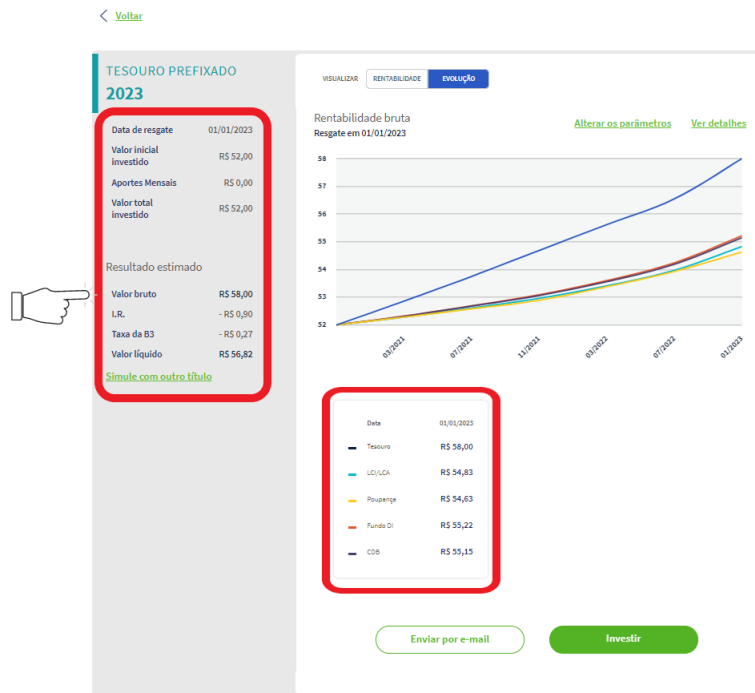 Voltar
TESOURO PREFIXADO
2023
Data de resgate 01/01/2023
Valor inicial
investido R$ 52,00
Aportes Mensais R$ 0,00
Valor total
investido R$ 52,00
Resultado estimado
Valor bruto R$ 58,00
I.R. - R$ 0,90
Taxa da B3 - R$ 0,27
Valor líquido R$ 56,82
Simule com outro título
VISUALIZAR RENTABILIDADE EVOLUÇÃO
Rentabilidade bruta
Resgate em 01/01/2023
Alterar os parâmetros Ver detalhes
58
57
56
55
54
53
52
03/2021 07/2021 11/2021 03/2022 07/2022 01/2023
Data 01/01/2023
Tesouro R$ 58,00
LCI/LCA R$ 54,83
Poupança R$ 54,63
Fundo DI R$ 55,22
CDB R$ 55,15
Enviar por e-mail Investir